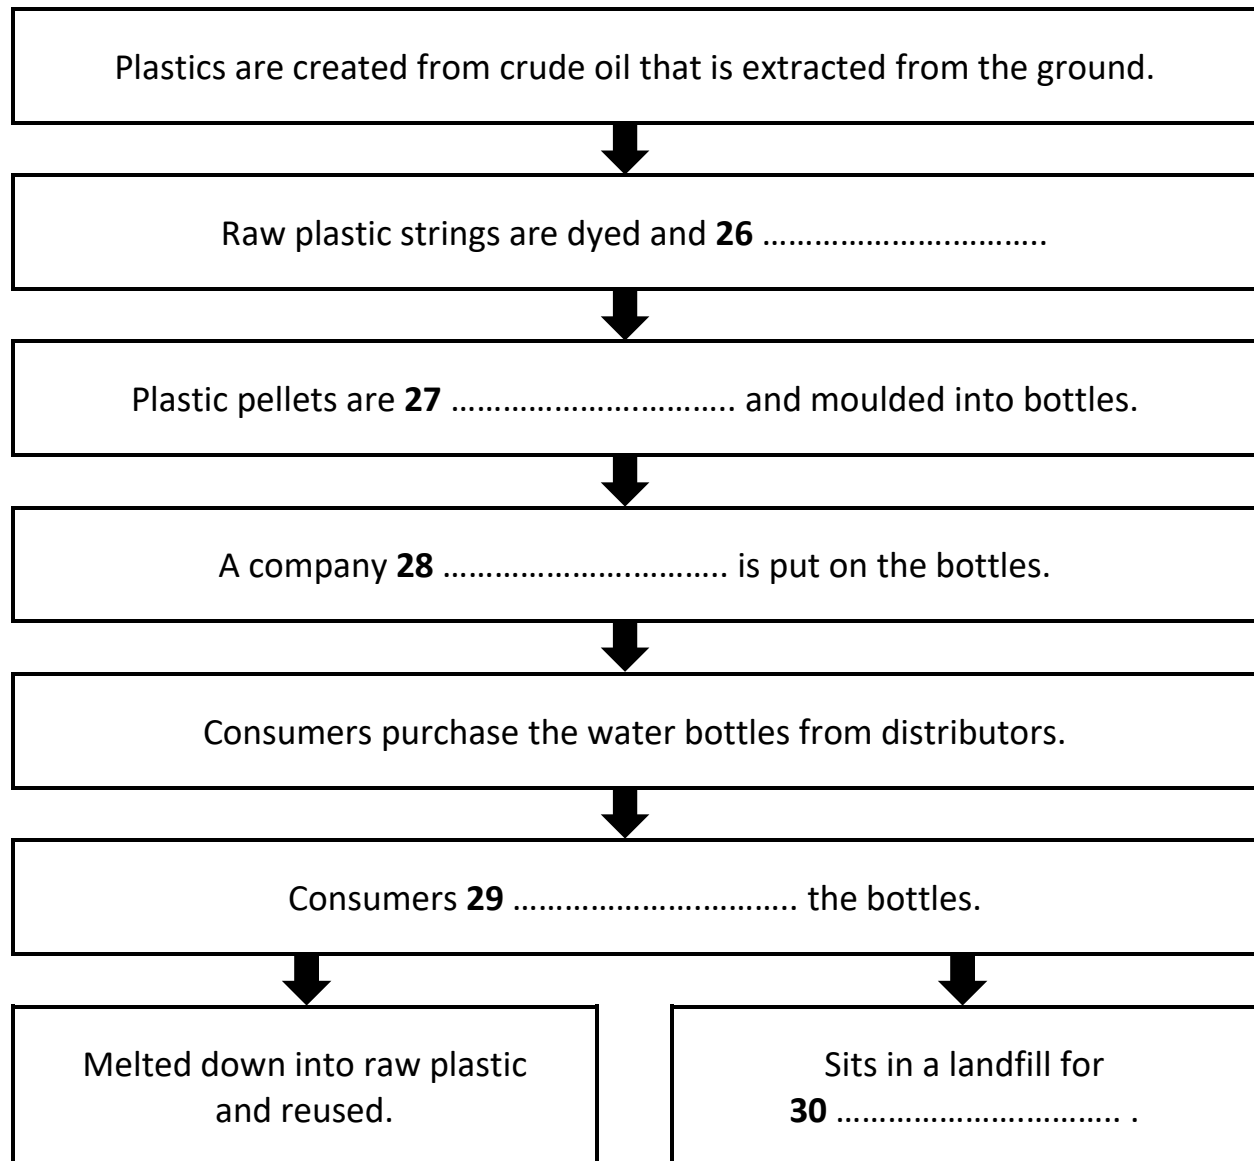 Plastics are created from crude oil that is extracted from the ground.
Raw plastic strings are dyed and 26 ……………………………..
Plastic pellets are 27 …………………….……….. and moulded into bottles.
A company 28 …………………….……….. is put on the bottles.
Consumers purchase the water bottles from distributors.
Consumers 29 …………………….……….. the bottles.
Melted down into raw plastic
and reused.
Sits in a landfill for
30 …………………….……….. .